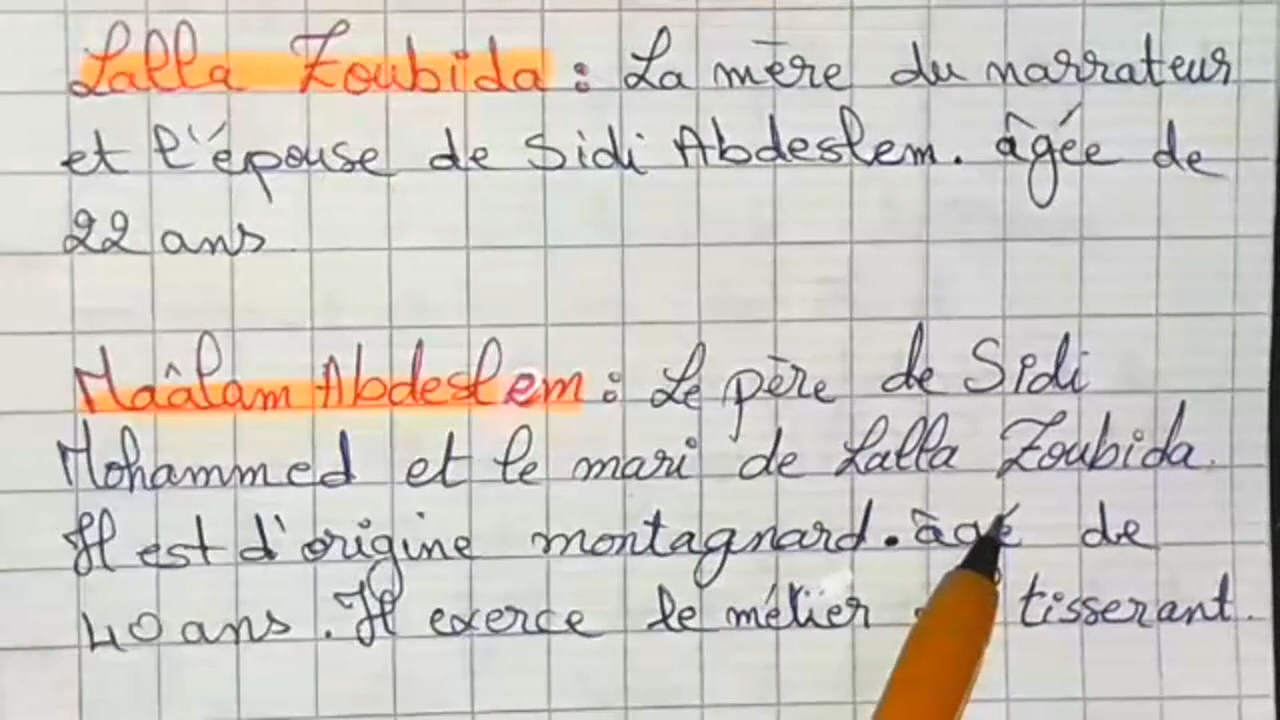 Lalla Zoubida : La mère du narrateur
et l'épouse de Sidi Abdeslem. âgée de
22 ans
Maâlam Abdeslem : Le père de Sidi
Mohammed et le mari de Lalla Zoubida.
Il est d'origine montagnard. âgé de
40 ans. Il exerce le métier tisserant.